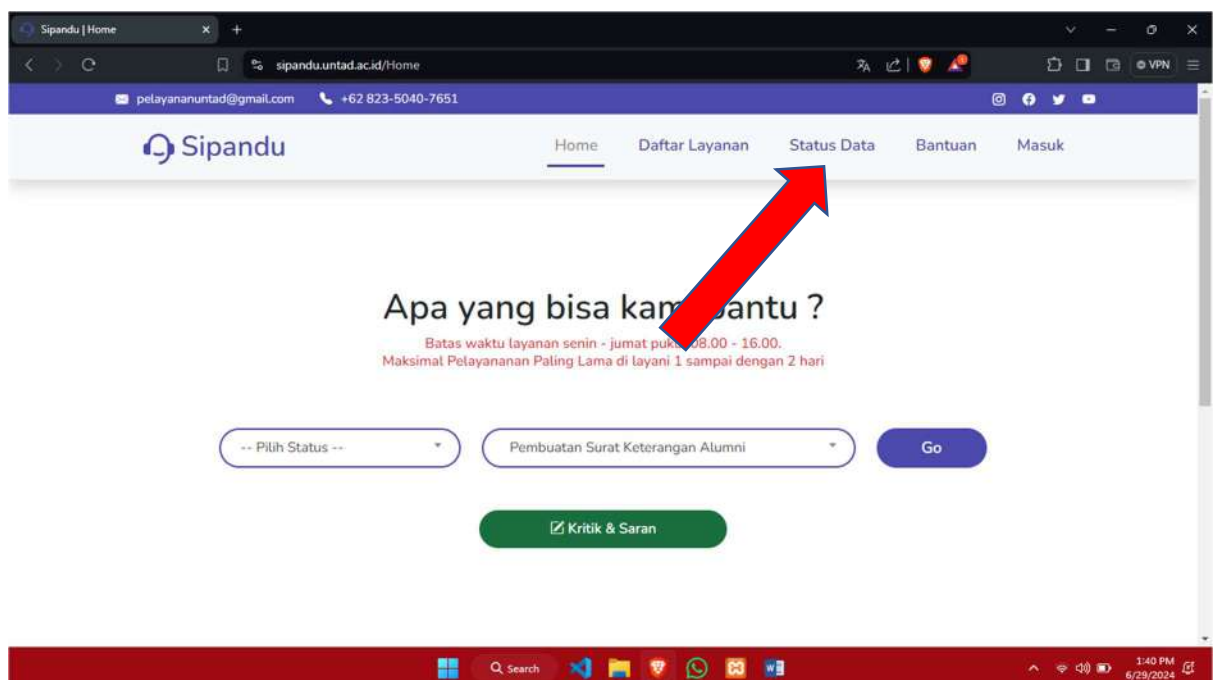 Sipandu | Home
sipandu.untad.ac.id/Home
VPN
pelayananuntad@gmail.com +62 823-5040-7651
Sipandu Home Daftar Layanan Status Data Bantuan Masuk
Apa yang bisa bantu ?
Batas waktu layanan senin - jumat 08.00 - 16.00.
Maksimal Pelayananan Paling Lama di layani 1 sampai dengan 2 hari
-- Pilih Status -- Pembuatan Surat Keterangan Alumni Go
Kritik & Saran
Search 1:40 PM
6/29/2024